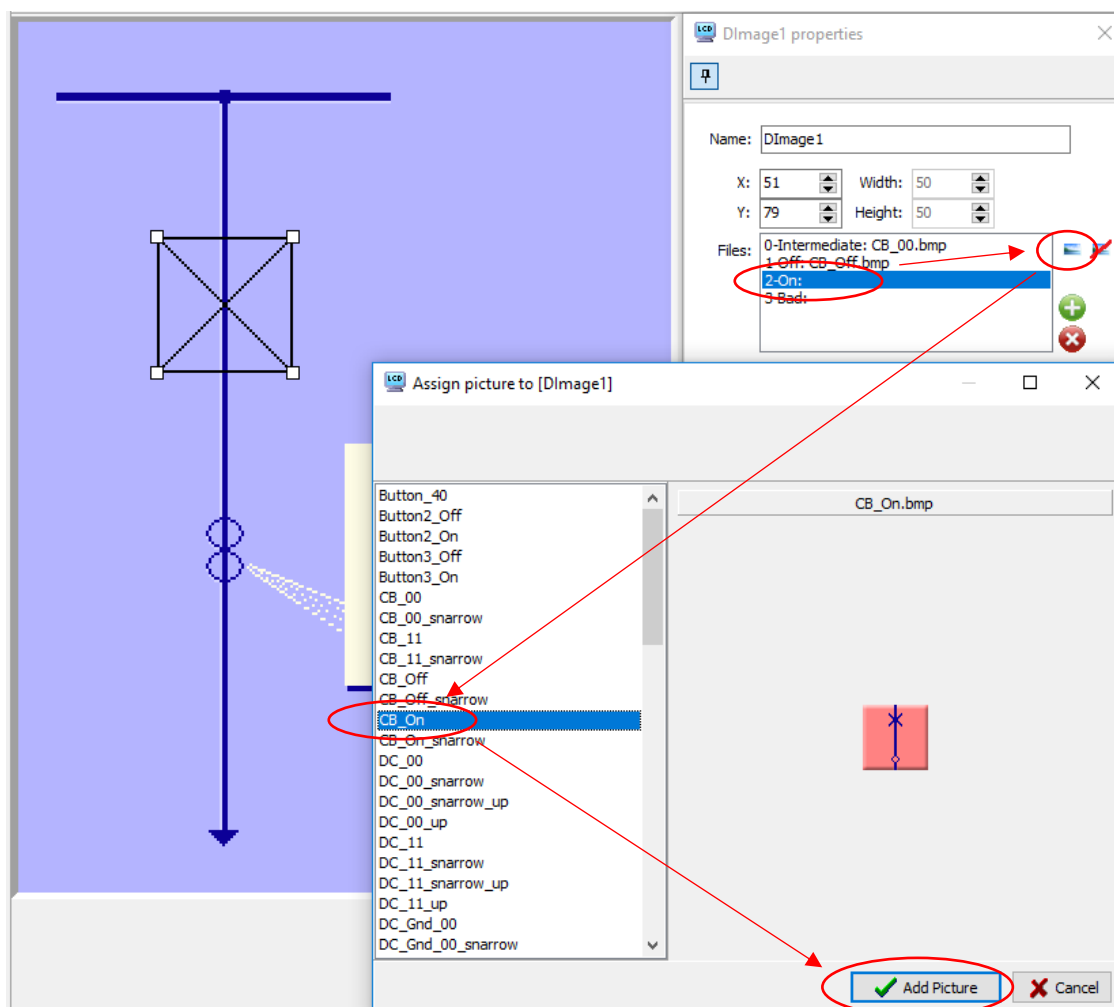 LCD
DImage1 properties
Name: DImage1
X: 51 Width: 50
Y: 79 Height: 50
Files: 0-Intermediate: CB_00.bmp
1-Off: CB_Off.bmp
2-On:
3-Bad:
LCD
Assign picture to [DImage1]
Button_40
Button2_Off
Button2_On
Button3_Off
Button3_On
CB_00
CB_00_snarrow
CB_11
CB_11_snarrow
CB_Off
CB_Off_snarrow
CB_On
CB_On_snarrow
DC_00
DC_00_snarrow
DC_00_snarrow_up
DC_00_up
DC_11
DC_11_snarrow
DC_11_snarrow_up
DC_11_up
DC_Gnd_00
DC_Gnd_00_snarrow
CB_On.bmp
Add Picture
Cancel